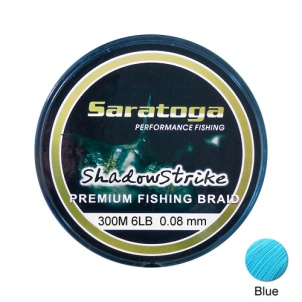 Saratoga
PERFORMANCE FISHING
ShadowStrike
PREMIUM FISHING BRAID
300M 6LB 0.08 mm
Blue